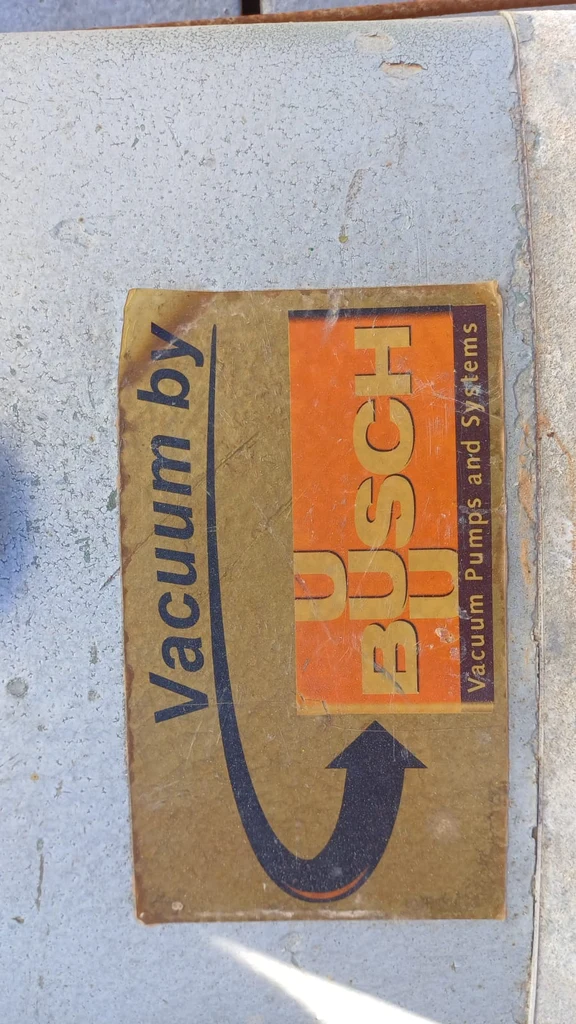 Vacuum by
U
BUSCH
U
Vacuum Pumps and Systems